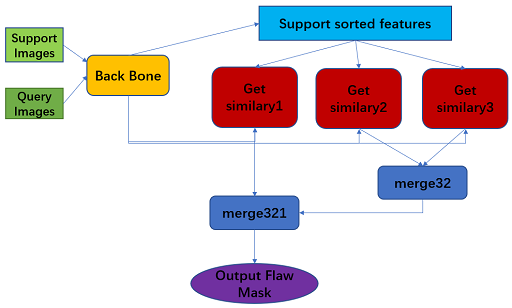 Support
Images
Support sorted features
Back Bone
Query
Images
Get
similary1
Get
similary2
Get
similary3
merge32
merge321
Output Flaw
Mask